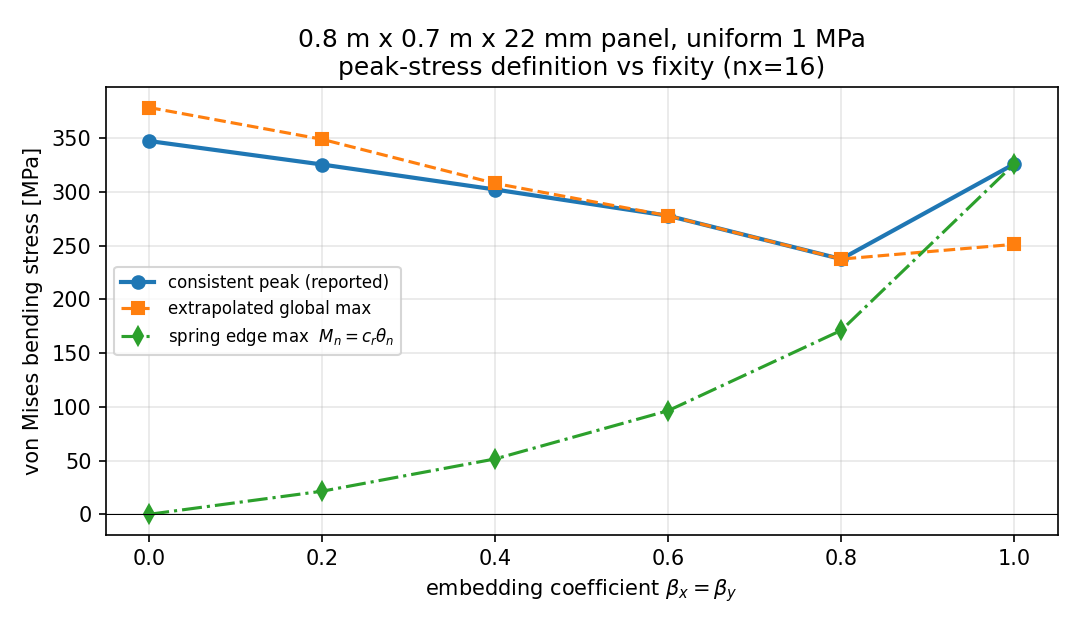 0.8 m x 0.7 m x 22 mm panel, uniform 1 MPa
peak-stress definition vs fixity (nx=16)
von Mises bending stress [MPa]
350
300
250
200
150
100
50
0
consistent peak (reported)
extrapolated global max
spring edge max Mₙ = cᵣθₙ
0.0 0.2 0.4 0.6 0.8 1.0
embedding coefficient βₓ = βᵧ